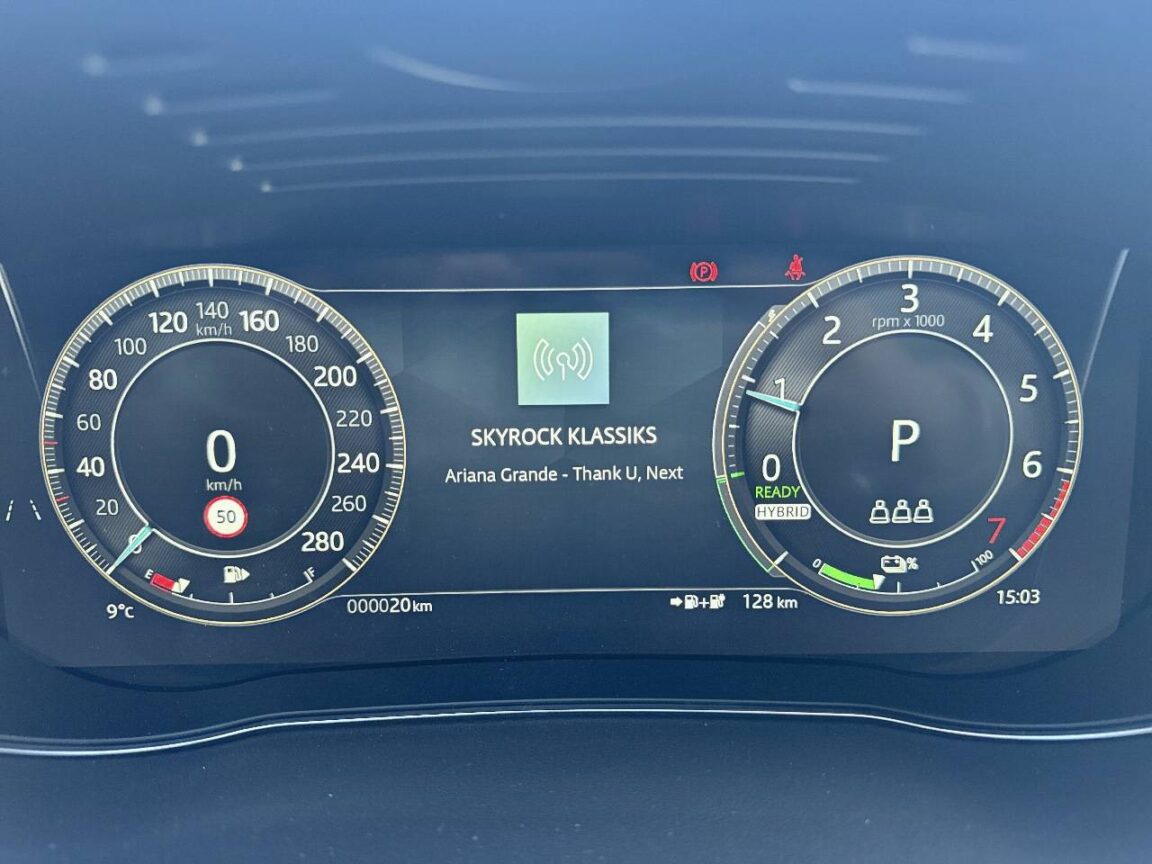 140
km/h
120
160
100
180
80
200
60
220
40
240
20
260
0
280
0
km/h
50
E
F
9°c
000020km
SKYROCK KLASSIKS
Ariana Grande - Thank U, Next
P
3
rpm x 1000
2
4
1
5
0
6
7
READY
HYBRID
P
0
%
100
+
128 km
15:03